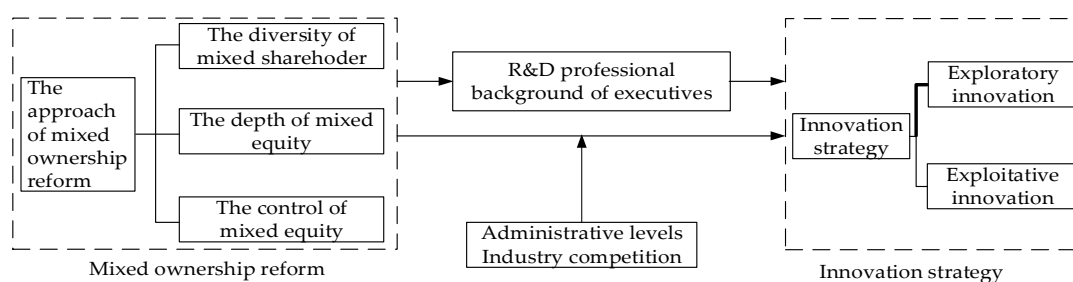 The
approach
of mixed
ownership
reform
The diversity of
mixed sharehoder
The depth of mixed
equity
The control of
mixed equity
Mixed ownership reform
R&D professional
background of executives
Administrative levels
Industry competition
Innovation
strategy
Exploratory
innovation
Exploitative
innovation
Innovation strategy